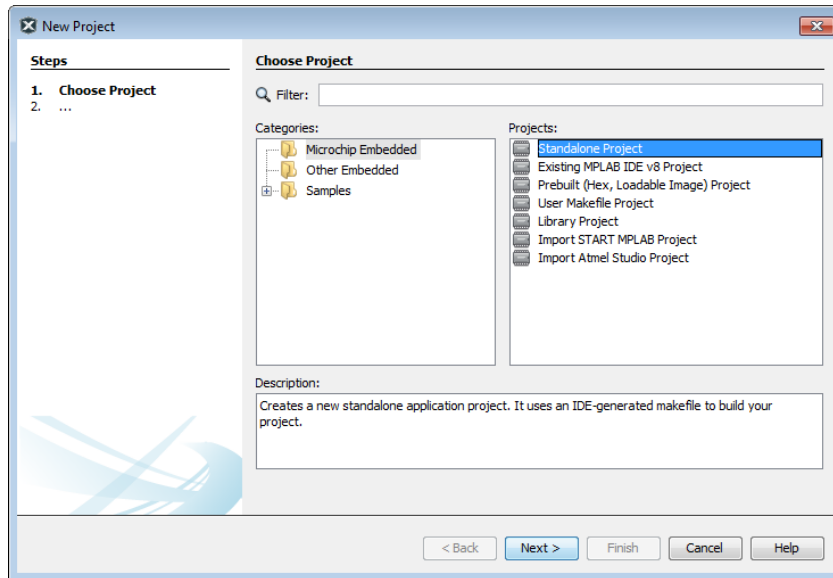 New Project
Steps
1. Choose Project
2. ...
Choose Project
Filter:
Categories:
Microchip Embedded
Other Embedded
Samples
Projects:
Standalone Project
Existing MPLAB IDE v8 Project
Prebuilt (Hex, Loadable Image) Project
User Makefile Project
Library Project
Import START MPLAB Project
Import Atmel Studio Project
Description:
Creates a new standalone application project. It uses an IDE-generated makefile to build your
project.
< Back
Next >
Finish
Cancel
Help